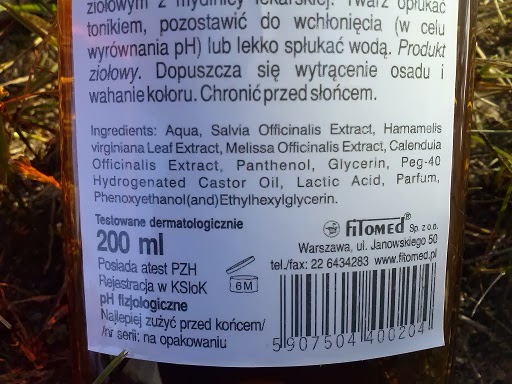 ziołowym z mydlnicy lekarskiej. Twarz opłukać
tonikiem, pozostawić do wchłonięcia (w celu
wyrównania pH) lub lekko spłukać wodą. Produkt
ziołowy. Dopuszcza się wytrącenie osadu i
wahanie koloru. Chronić przed słońcem.
Ingredients: Aqua, Salvia Officinalis Extract, Hamamelis
virginiana Leaf Extract, Melissa Officinalis Extract, Calendula
Officinalis Extract, Panthenol, Glycerin, Peg-40
Hydrogenated Castor Oil, Lactic Acid, Parfum,
Phenoxyethanol(and)Ethylhexylglycerin.
Testowane dermatologicznie
200 ml
Posiada atest PZH
Rejestracja w KSIoK
pH fizjologiczne
Najlepiej zużyć przed końcem/
/nr serii: na opakowaniu
6M
FITOMED® Sp. z o.o.
Warszawa, ul. Janowskiego 50
tel./fax: 22 6434283 www.fitomed.pl
5907504400204